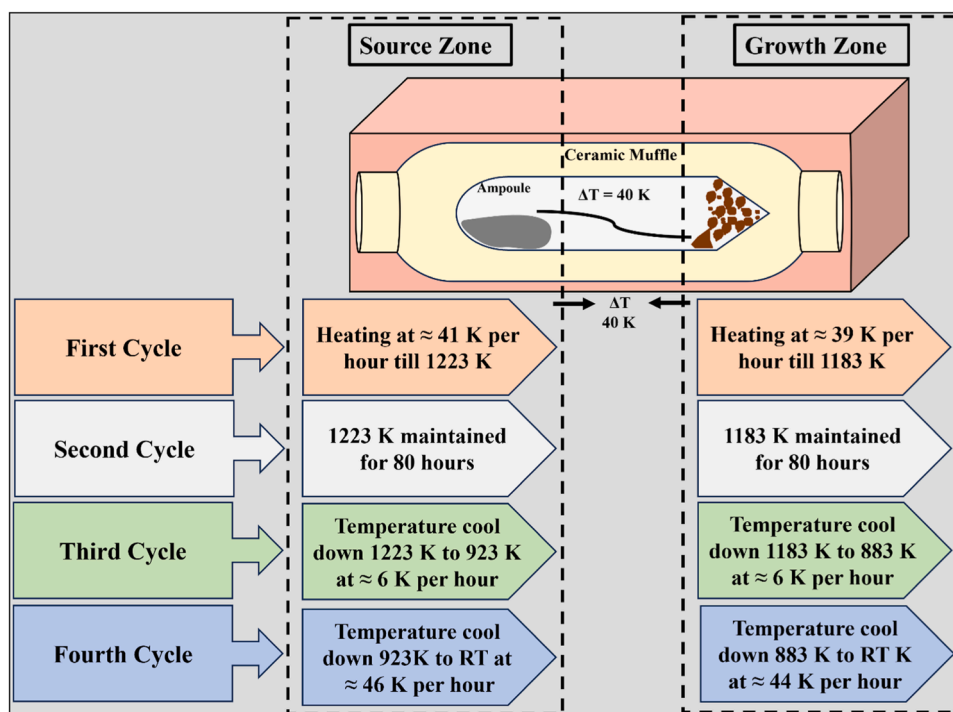 Source Zone
Growth Zone
Ceramic Muffle
Ampoule
ΔT = 40 K
ΔT
40 K
First Cycle
Heating at ≈ 41 K per
hour till 1223 K
Heating at ≈ 39 K per
hour till 1183 K
Second Cycle
1223 K maintained
for 80 hours
1183 K maintained
for 80 hours
Third Cycle
Temperature cool
down 1223 K to 923 K
at ≈ 6 K per hour
Temperature cool
down 1183 K to 883 K
at ≈ 6 K per hour
Fourth Cycle
Temperature cool
down 923K to RT at
≈ 46 K per hour
Temperature cool
down 883 K to RT K
at ≈ 44 K per hour